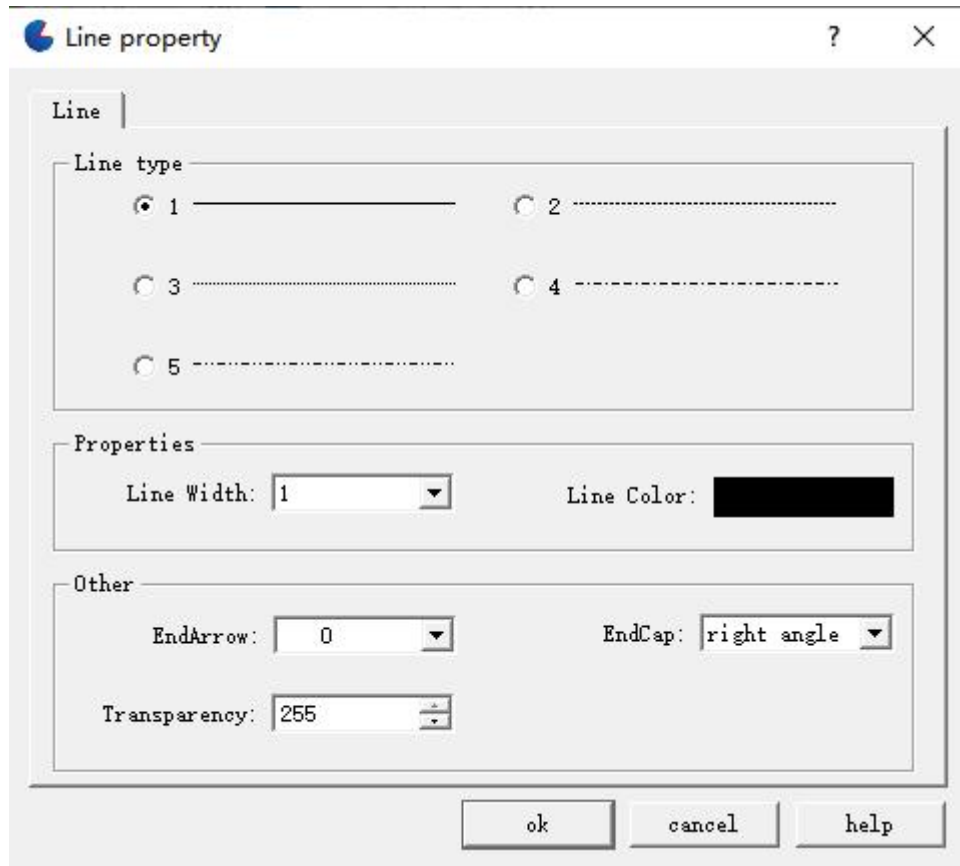 Line property ? ×
Line
Line type
1 2
3 4
5
Properties
Line Width: 1 Line Color:
Other
EndArrow: 0 EndCap: right angle
Transparency: 255
ok cancel help